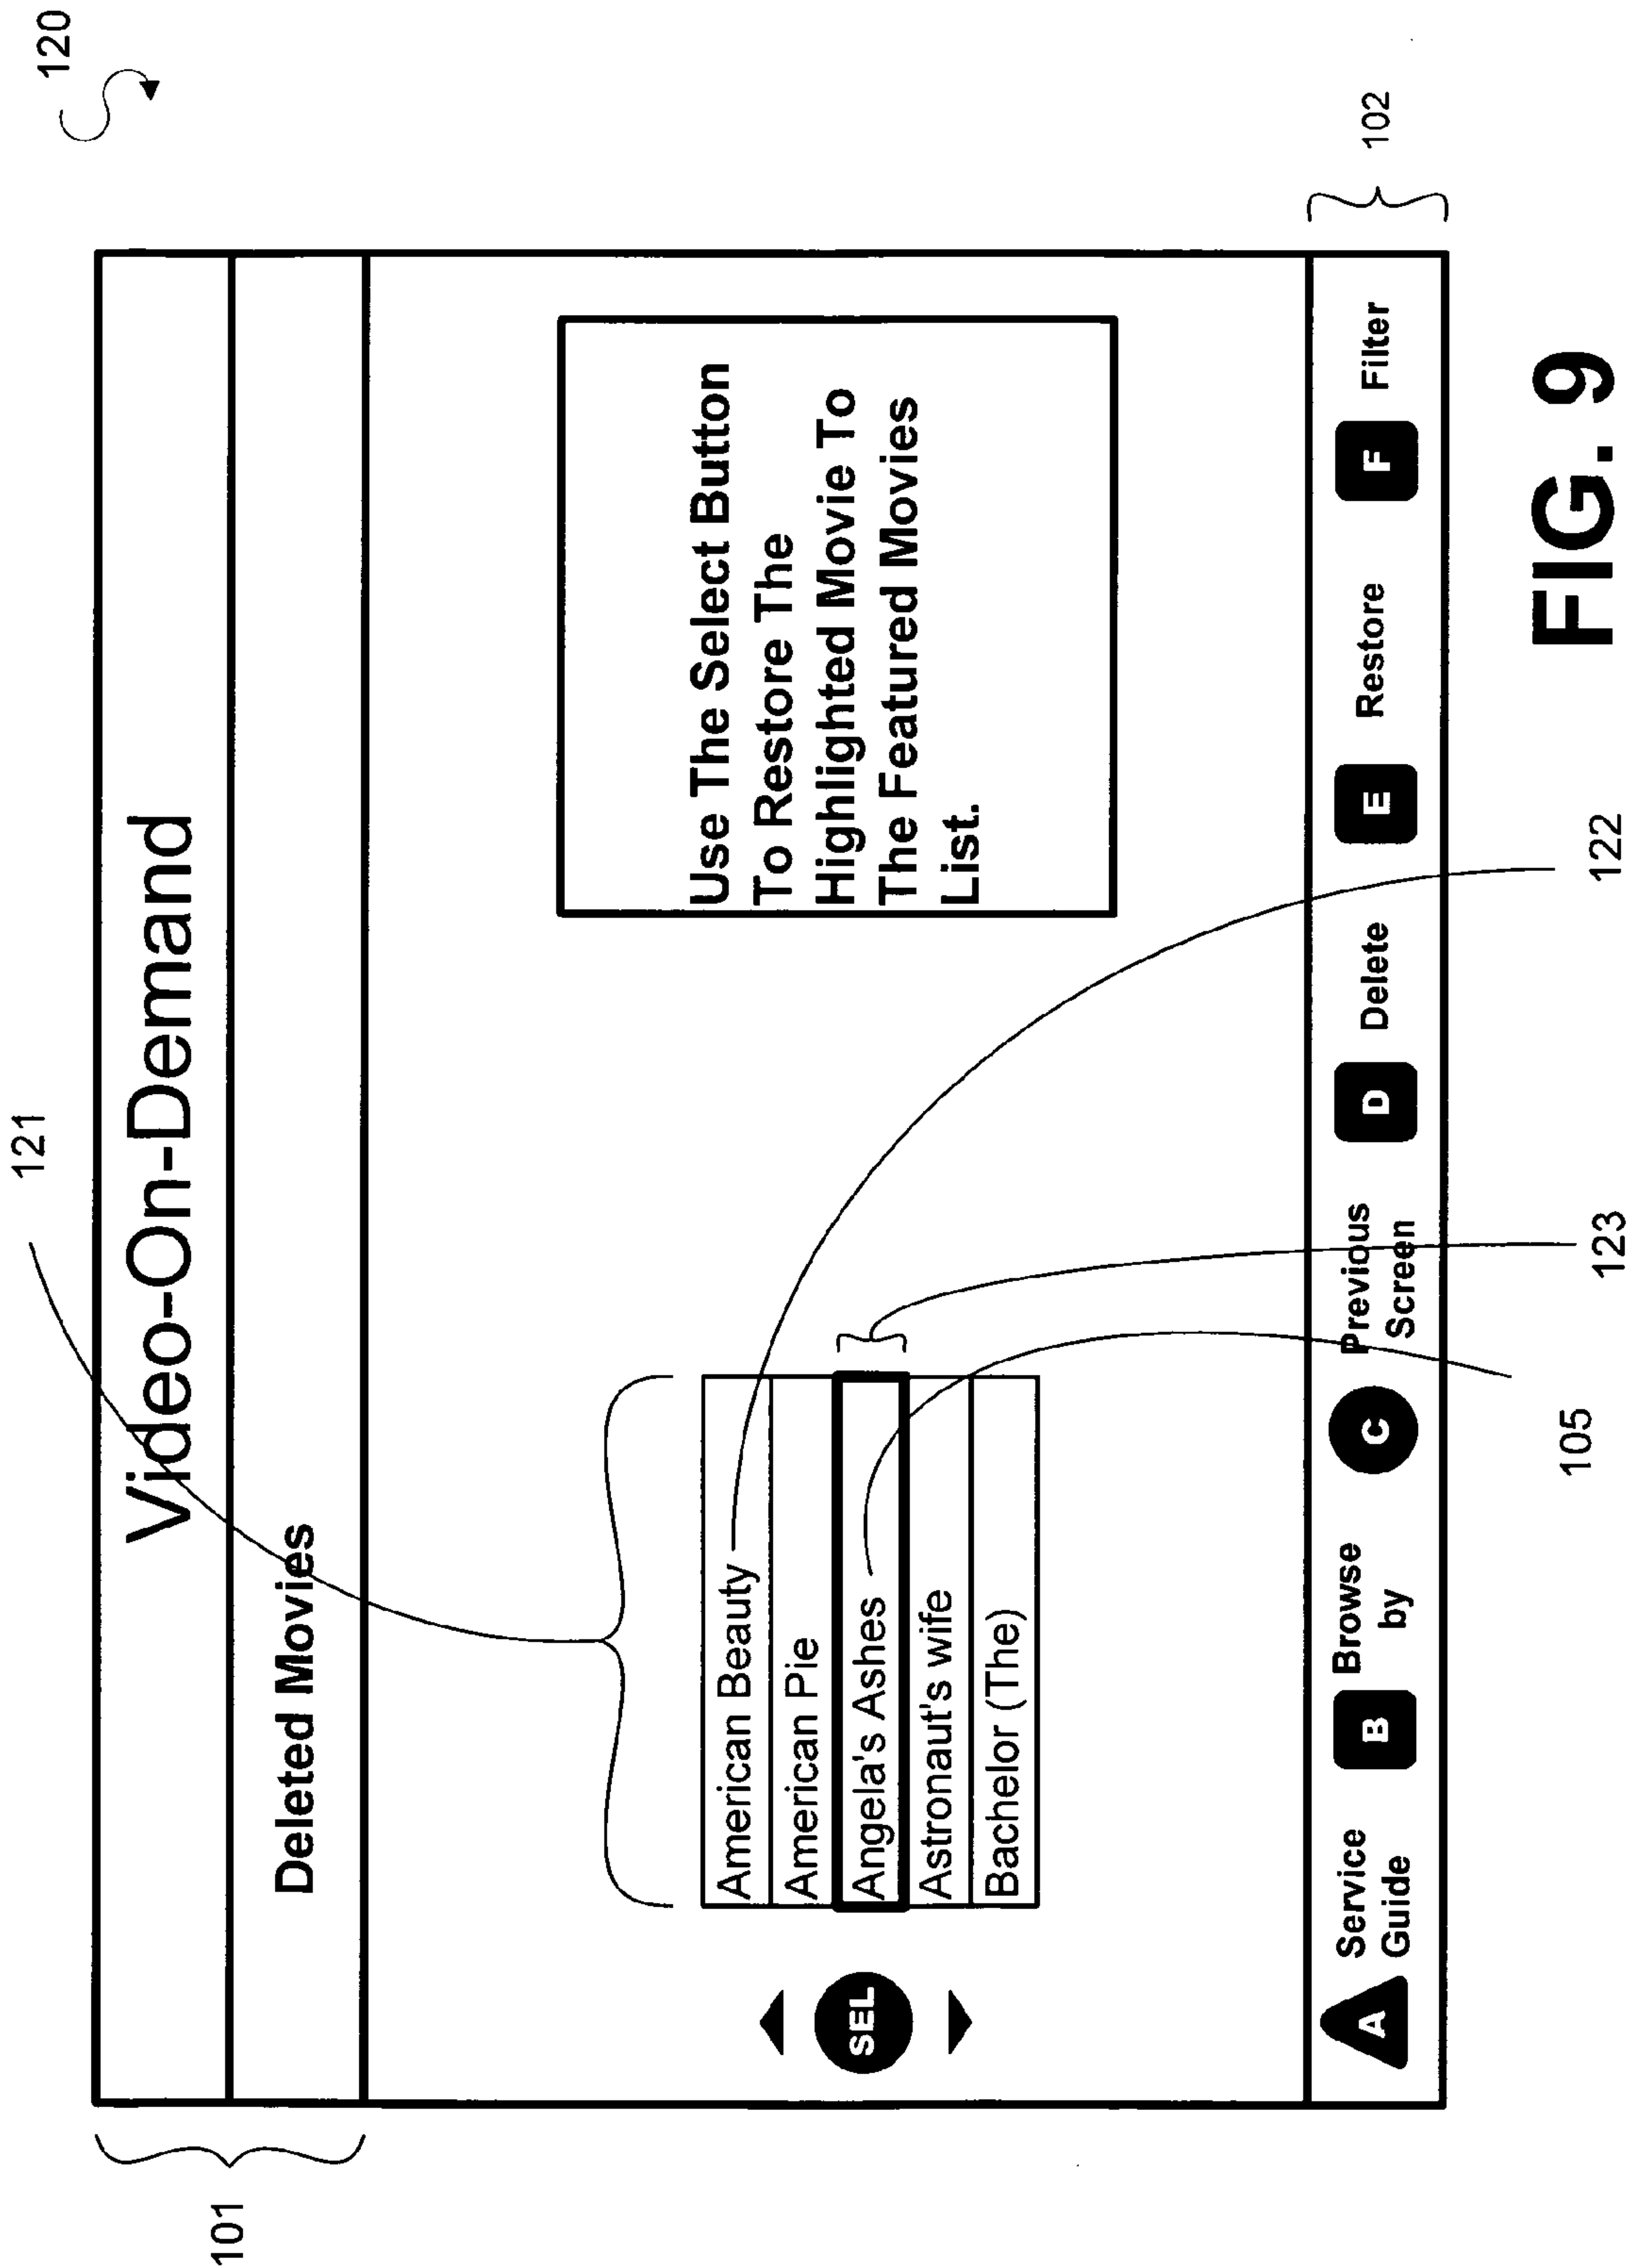 120
121
101
Video-On-Demand
Deleted Movies
American Beauty
American Pie
Angela's Ashes
Astronaut's wife
Bachelor (The)
SEL
Use The Select Button
To Restore The
Highlighted Movie To
The Featured Movies
List.
102
A Service
Guide
B Browse
by
C Previous
Screen
D Delete
E Restore
F Filter
105
123
122
FIG. 9